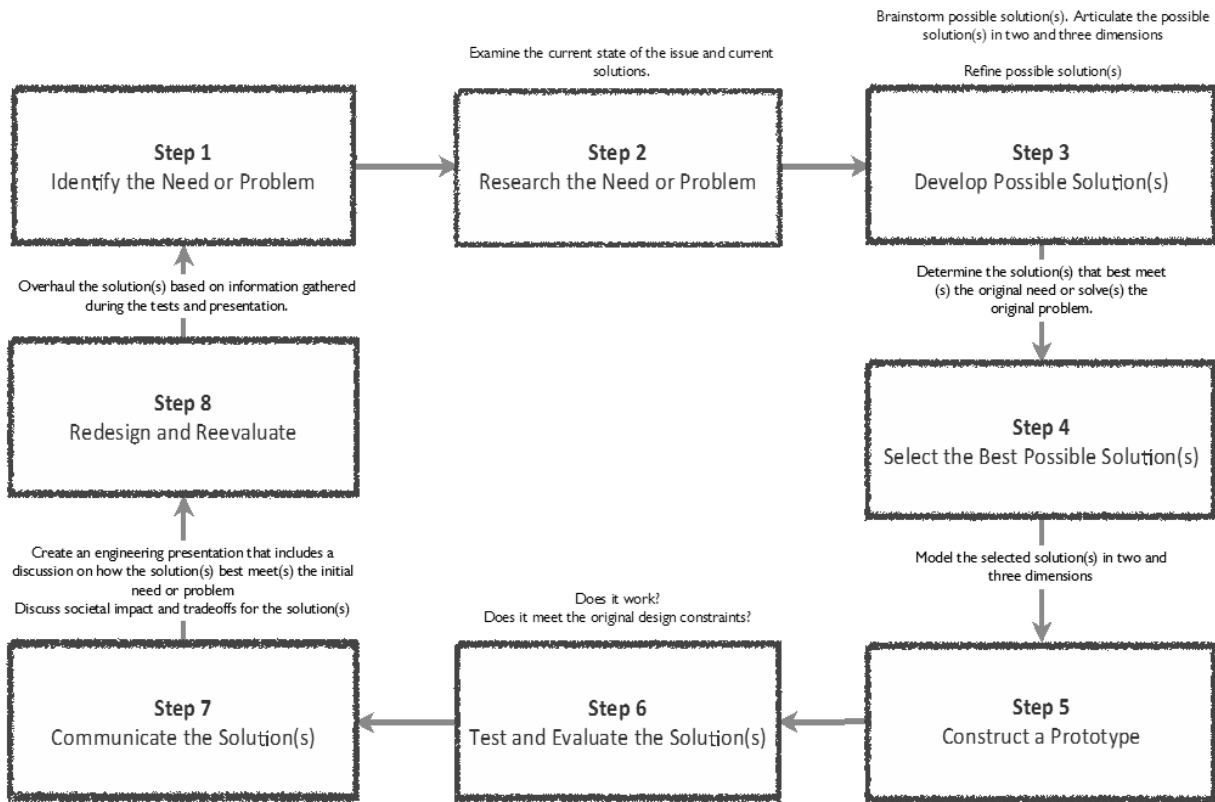 Step 1
Identify the Need or Problem
Examine the current state of the issue and current
solutions.
Step 2
Research the Need or Problem
Brainstorm possible solution(s). Articulate the possible
solution(s) in two and three dimensions
Refine possible solution(s)
Step 3
Develop Possible Solution(s)
Determine the solution(s) that best meet
(s) the original need or solve(s) the
original problem.
Step 4
Select the Best Possible Solution(s)
Model the selected solution(s) in two and
three dimensions
Step 5
Construct a Prototype
Does it work?
Does it meet the original design constraints?
Step 6
Test and Evaluate the Solution(s)
Step 7
Communicate the Solution(s)
Create an engineering presentation that includes a
discussion on how the solution(s) best meet(s) the initial
need or problem
Discuss societal impact and tradeoffs for the solution(s)
Step 8
Redesign and Reevaluate
Overhaul the solution(s) based on information gathered
during the tests and presentation.